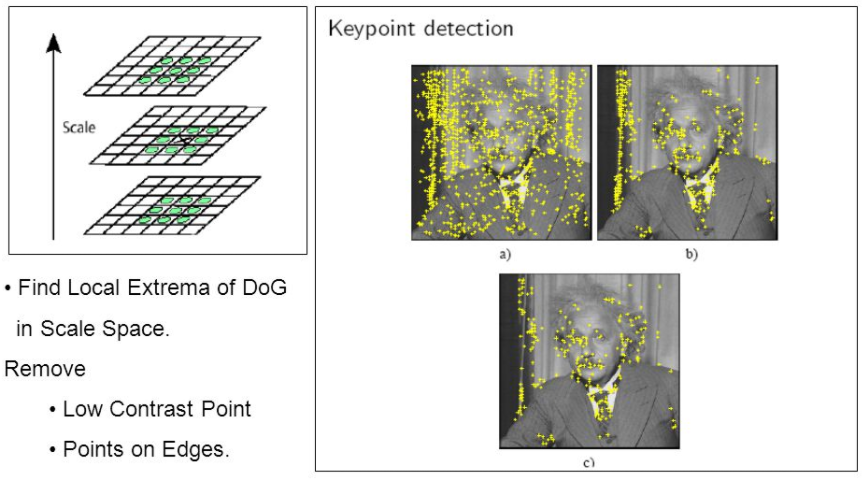 Scale
• Find Local Extrema of DoG
in Scale Space.
Remove
• Low Contrast Point
• Points on Edges.
Keypoint detection
a)
b)
c)